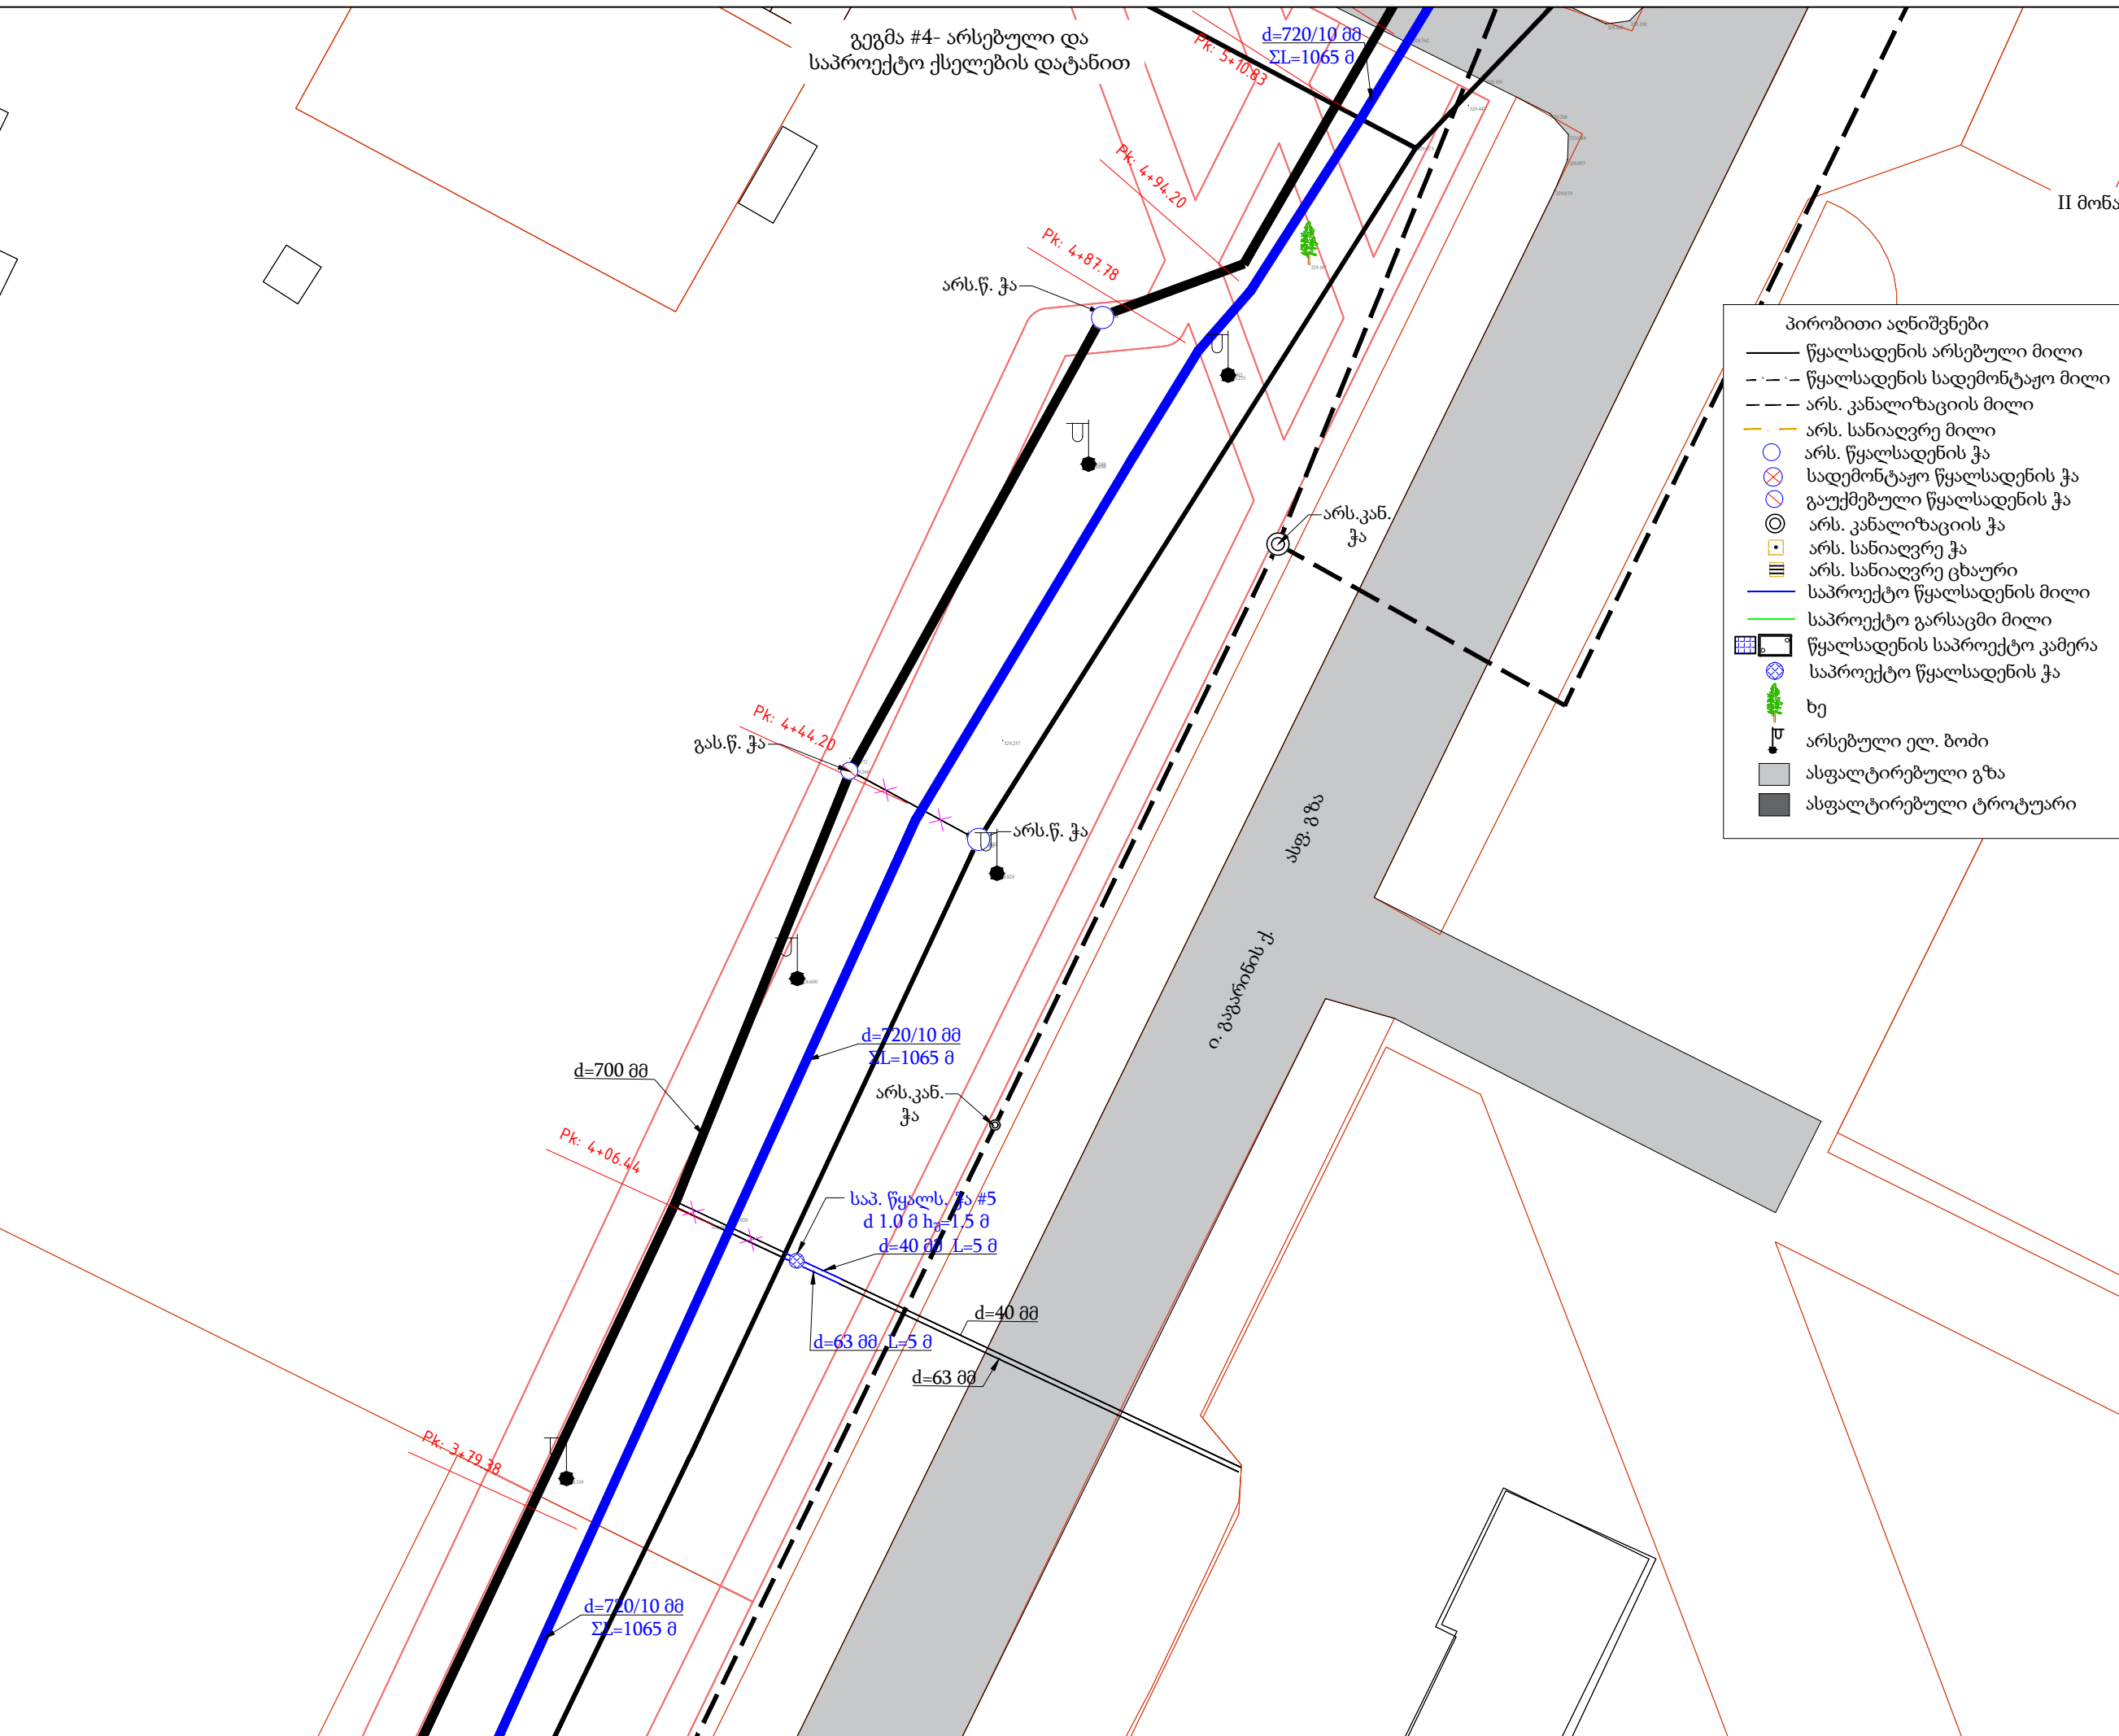 გეგმა #4- არსებული და
საპროექტო ქსელების დატანით
d=720/10 მმ
ΣL=1065 მ
Pk: 5+10.83
Pk: 4+94.20
Pk: 4+87.78
არს.წ. ჭა
II მონა
პირობითი აღნიშვნები
წყალსადენის არსებული მილი
წყალსადენის სადემონტაჟო მილი
არს. კანალიზაციის მილი
არს. სანიაღვრე მილი
არს. წყალსადენის ჭა
სადემონტაჟო წყალსადენის ჭა
გაუქმებული წყალსადენის ჭა
არს. კანალიზაციის ჭა
არს. სანიაღვრე ჭა
არს. სანიაღვრე ცხაური
საპროექტო წყალსადენის მილი
საპროექტო გარსაცმი მილი
წყალსადენის საპროექტო კამერა
საპროექტო წყალსადენის ჭა
ხე
არსებული ელ. ბოძი
ასფალტირებული გზა
ასფალტირებული ტროტუარი
არს.კან.
ჭა
Pk: 4+44.20
გას.წ. ჭა
არს.წ. ჭა
ასფ. გზა
ი. გაგარინის ქ.
d=720/10 მმ
ΣL=1065 მ
d=700 მმ
არს.კან.
ჭა
Pk: 4+06.44
საპ. წყალს. ჭა #5
d 1.0 მ hშ=1.5 მ
d=40 მმ L=5 მ
d=40 მმ
d=63 მმ L=5 მ
d=63 მმ
Pk: 3+79.38
d=720/10 მმ
ΣL=1065 მ